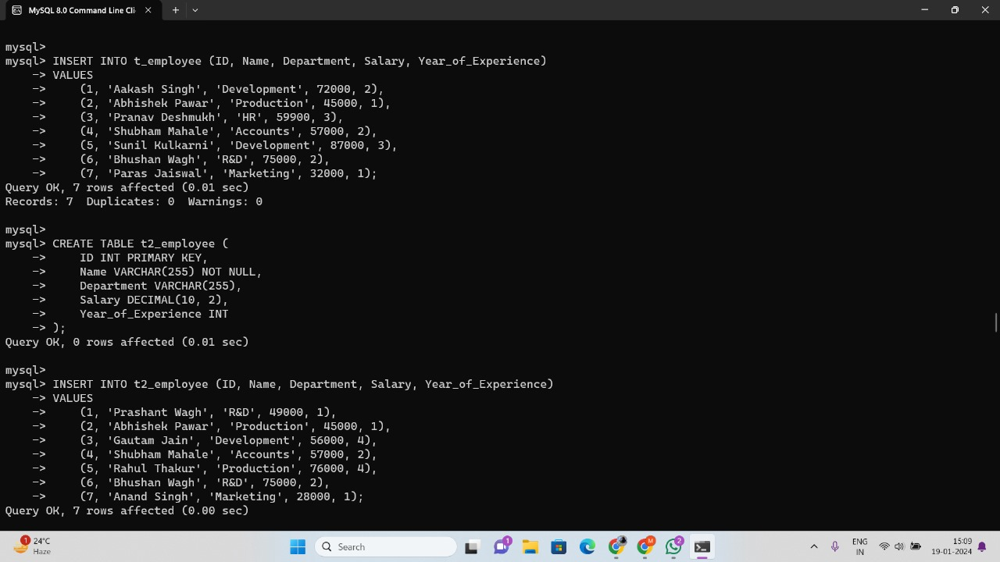 MySQL 8.0 Command Line Cli
mysql>
mysql> INSERT INTO t_employee (ID, Name, Department, Salary, Year_of_Experience)
    -> VALUES
    ->     (1, 'Aakash Singh', 'Development', 72000, 2),
    ->     (2, 'Abhishek Pawar', 'Production', 45000, 1),
    ->     (3, 'Pranav Deshmukh', 'HR', 59900, 3),
    ->     (4, 'Shubham Mahale', 'Accounts', 57000, 2),
    ->     (5, 'Sunil Kulkarni', 'Development', 87000, 3),
    ->     (6, 'Bhushan Wagh', 'R&D', 75000, 2),
    ->     (7, 'Paras Jaiswal', 'Marketing', 32000, 1);
Query OK, 7 rows affected (0.01 sec)
Records: 7  Duplicates: 0  Warnings: 0
mysql>
mysql> CREATE TABLE t2_employee (
    ->     ID INT PRIMARY KEY,
    ->     Name VARCHAR(255) NOT NULL,
    ->     Department VARCHAR(255),
    ->     Salary DECIMAL(10, 2),
    ->     Year_of_Experience INT
    -> );
Query OK, 0 rows affected (0.01 sec)
mysql>
mysql> INSERT INTO t2_employee (ID, Name, Department, Salary, Year_of_Experience)
    -> VALUES
    ->     (1, 'Prashant Wagh', 'R&D', 49000, 1),
    ->     (2, 'Abhishek Pawar', 'Production', 45000, 1),
    ->     (3, 'Gautam Jain', 'Development', 56000, 4),
    ->     (4, 'Shubham Mahale', 'Accounts', 57000, 2),
    ->     (5, 'Rahul Thakur', 'Production', 76000, 4),
    ->     (6, 'Bhushan Wagh', 'R&D', 75000, 2),
    ->     (7, 'Anand Singh', 'Marketing', 28000, 1);
Query OK, 7 rows affected (0.00 sec)
1 24°C
Haze
Search
1
M
2
ENG
IN
15:09
19-01-2024